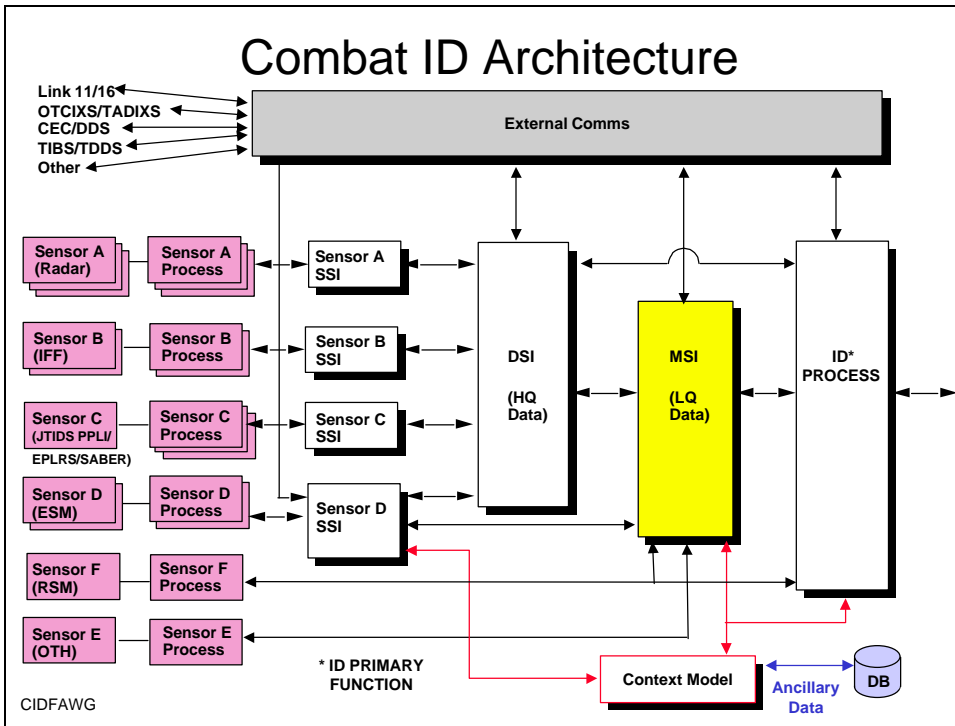 Combat ID Architecture
Link 11/16
OTCIXS/TADIXS
CEC/DDS
TIBS/TDDS
Other
External Comms
Sensor A
(Radar)
Sensor A
Process
Sensor A
SSI
Sensor B
(IFF)
Sensor B
Process
Sensor B
SSI
Sensor C
(JTIDS PPLI/
EPLRS/SABER)
Sensor C
Process
Sensor C
SSI
Sensor D
(ESM)
Sensor D
Process
Sensor D
SSI
Sensor F
(RSM)
Sensor F
Process
Sensor E
(OTH)
Sensor E
Process
DSI
(HQ
Data)
MSI
(LQ
Data)
ID*
PROCESS
* ID PRIMARY
FUNCTION
Context Model
Ancillary
Data
DB
CIDFAWG